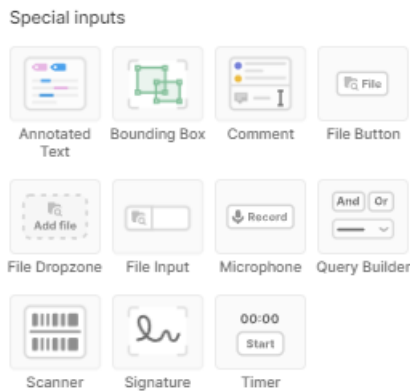 Special inputs
File
Annotated Text
Bounding Box
Comment
File Button
Add file
Record
And Or
File Dropzone
File Input
Microphone
Query Builder
00:00
Start
Scanner
Signature
Timer